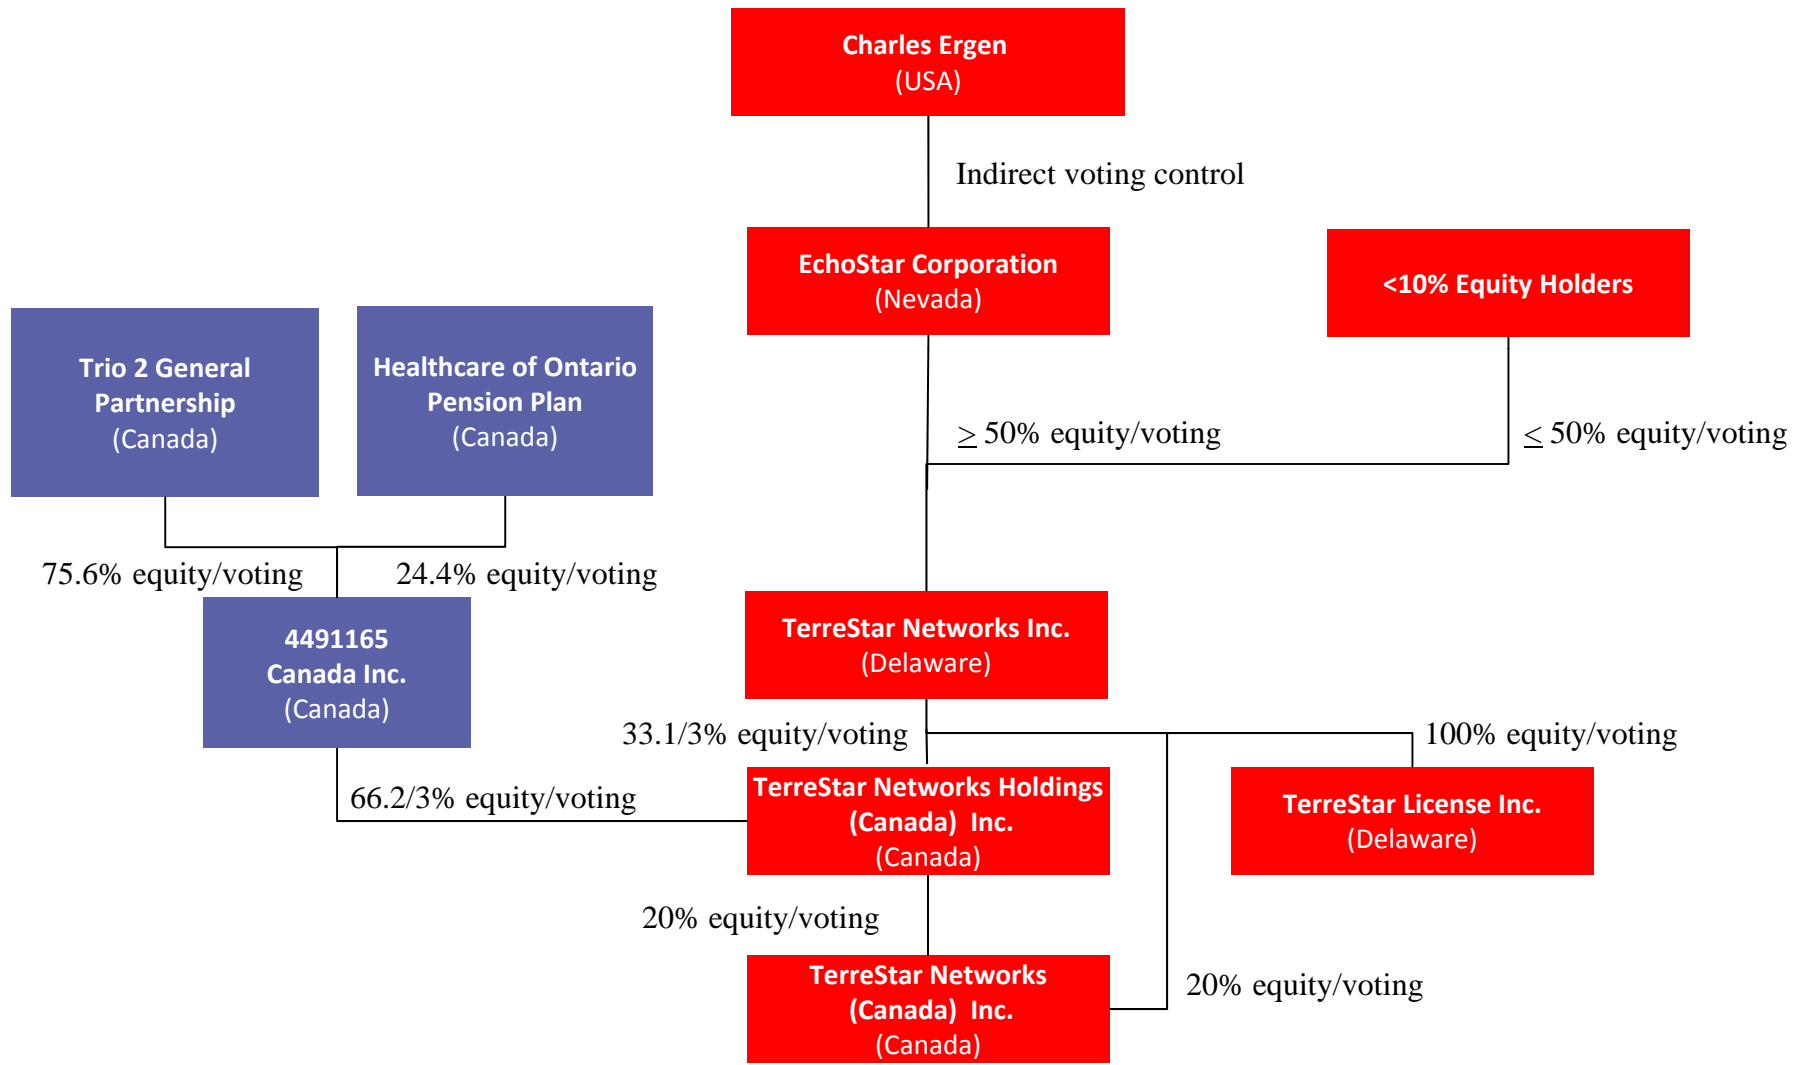 Charles Ergen
(USA)
Indirect voting control
EchoStar Corporation
(Nevada)
<10% Equity Holders
Trio 2 General
Partnership
(Canada)
Healthcare of Ontario
Pension Plan
(Canada)
≥ 50% equity/voting
≤ 50% equity/voting
75.6% equity/voting
24.4% equity/voting
4491165
Canada Inc.
(Canada)
TerreStar Networks Inc.
(Delaware)
33.1/3% equity/voting
100% equity/voting
66.2/3% equity/voting
TerreStar Networks Holdings
(Canada) Inc.
(Canada)
TerreStar License Inc.
(Delaware)
20% equity/voting
TerreStar Networks
(Canada) Inc.
(Canada)
20% equity/voting